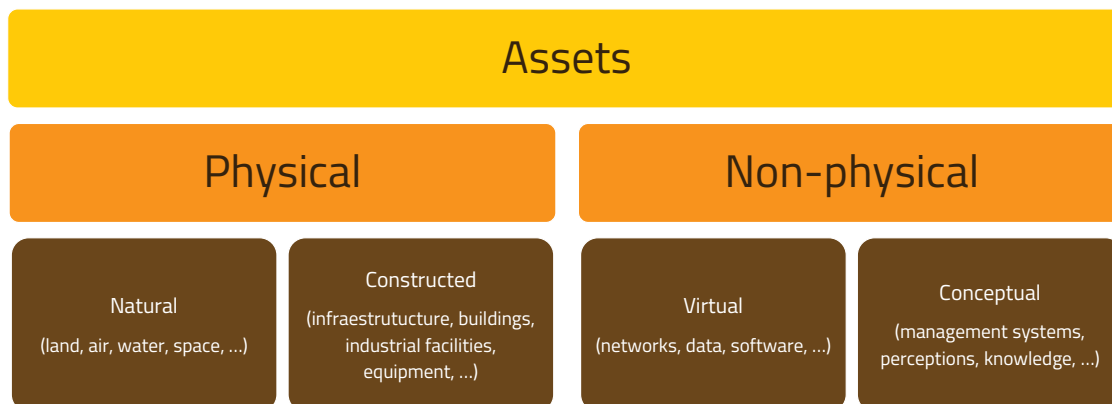 Assets
Physical
Non-physical
Natural
(land, air, water, space, ...)
Constructed
(infraestrutucture, buildings,
industrial facilities,
equipment, ...)
Virtual
(networks, data, software, ...)
Conceptual
(management systems,
perceptions, knowledge, ...)